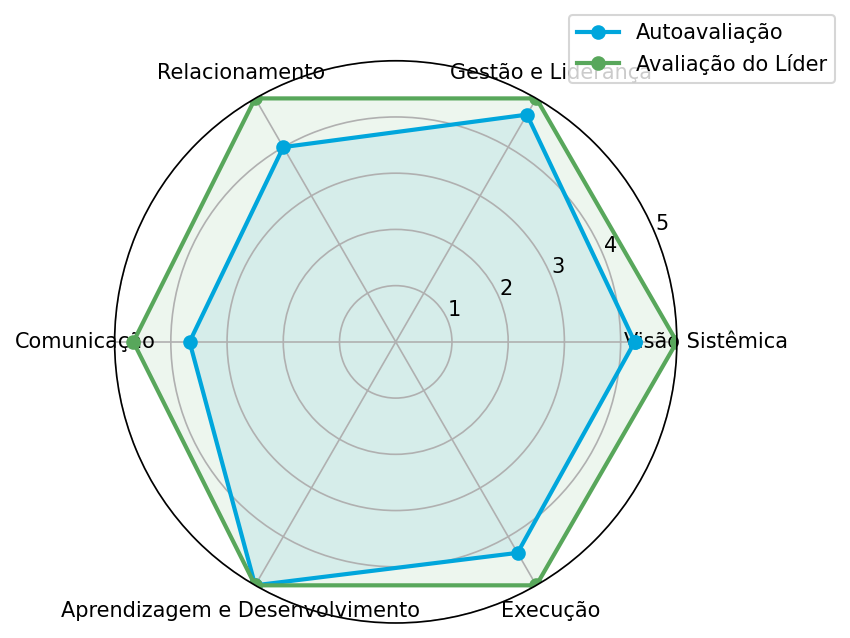 Autoavaliação
Avaliação do Líder
Relacionamento
Gestão e Liderança
5
4
3
2
1
Comunicação
Visão Sistêmica
Aprendizagem e Desenvolvimento
Execução